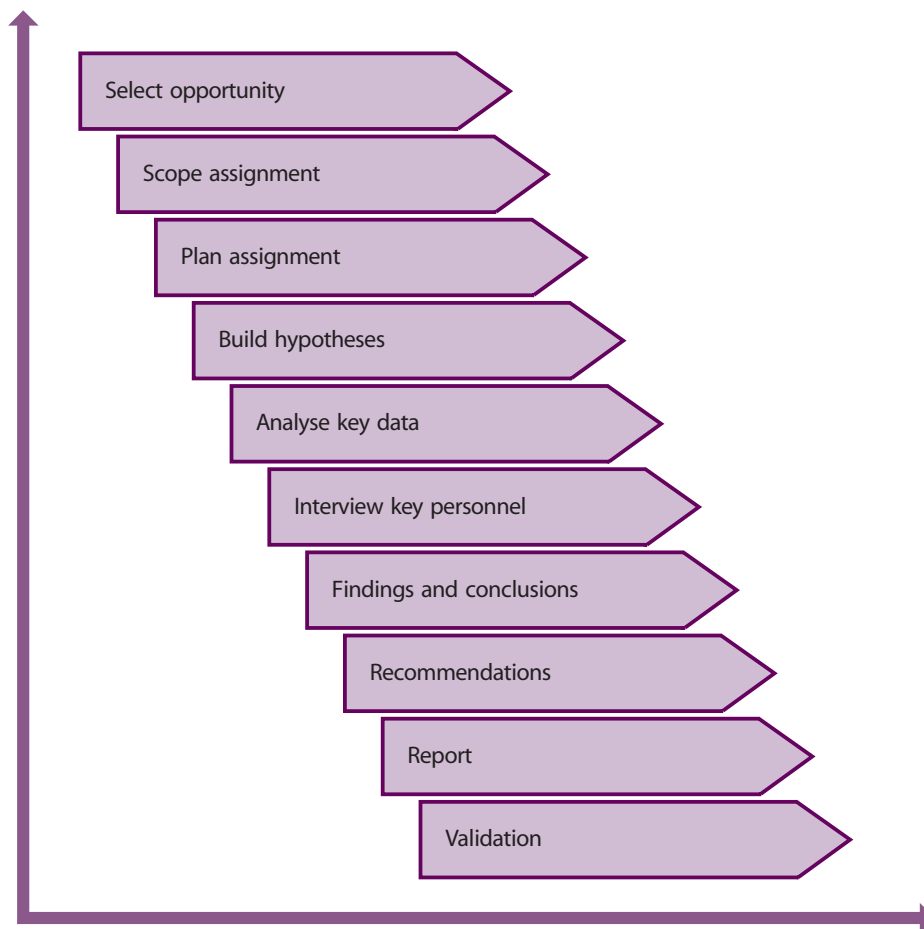 Select opportunity
Scope assignment
Plan assignment
Build hypotheses
Analyse key data
Interview key personnel
Findings and conclusions
Recommendations
Report
Validation